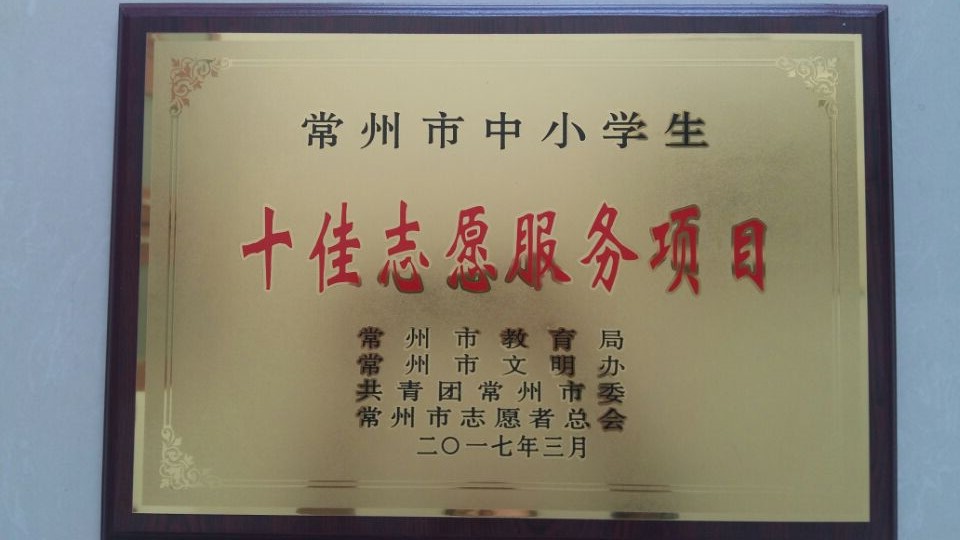 常州市中小学生
十佳志愿服务项目
常州市教育局
常州市文明办
共青团常州市委
常州市志愿者总会
二〇一七年三月